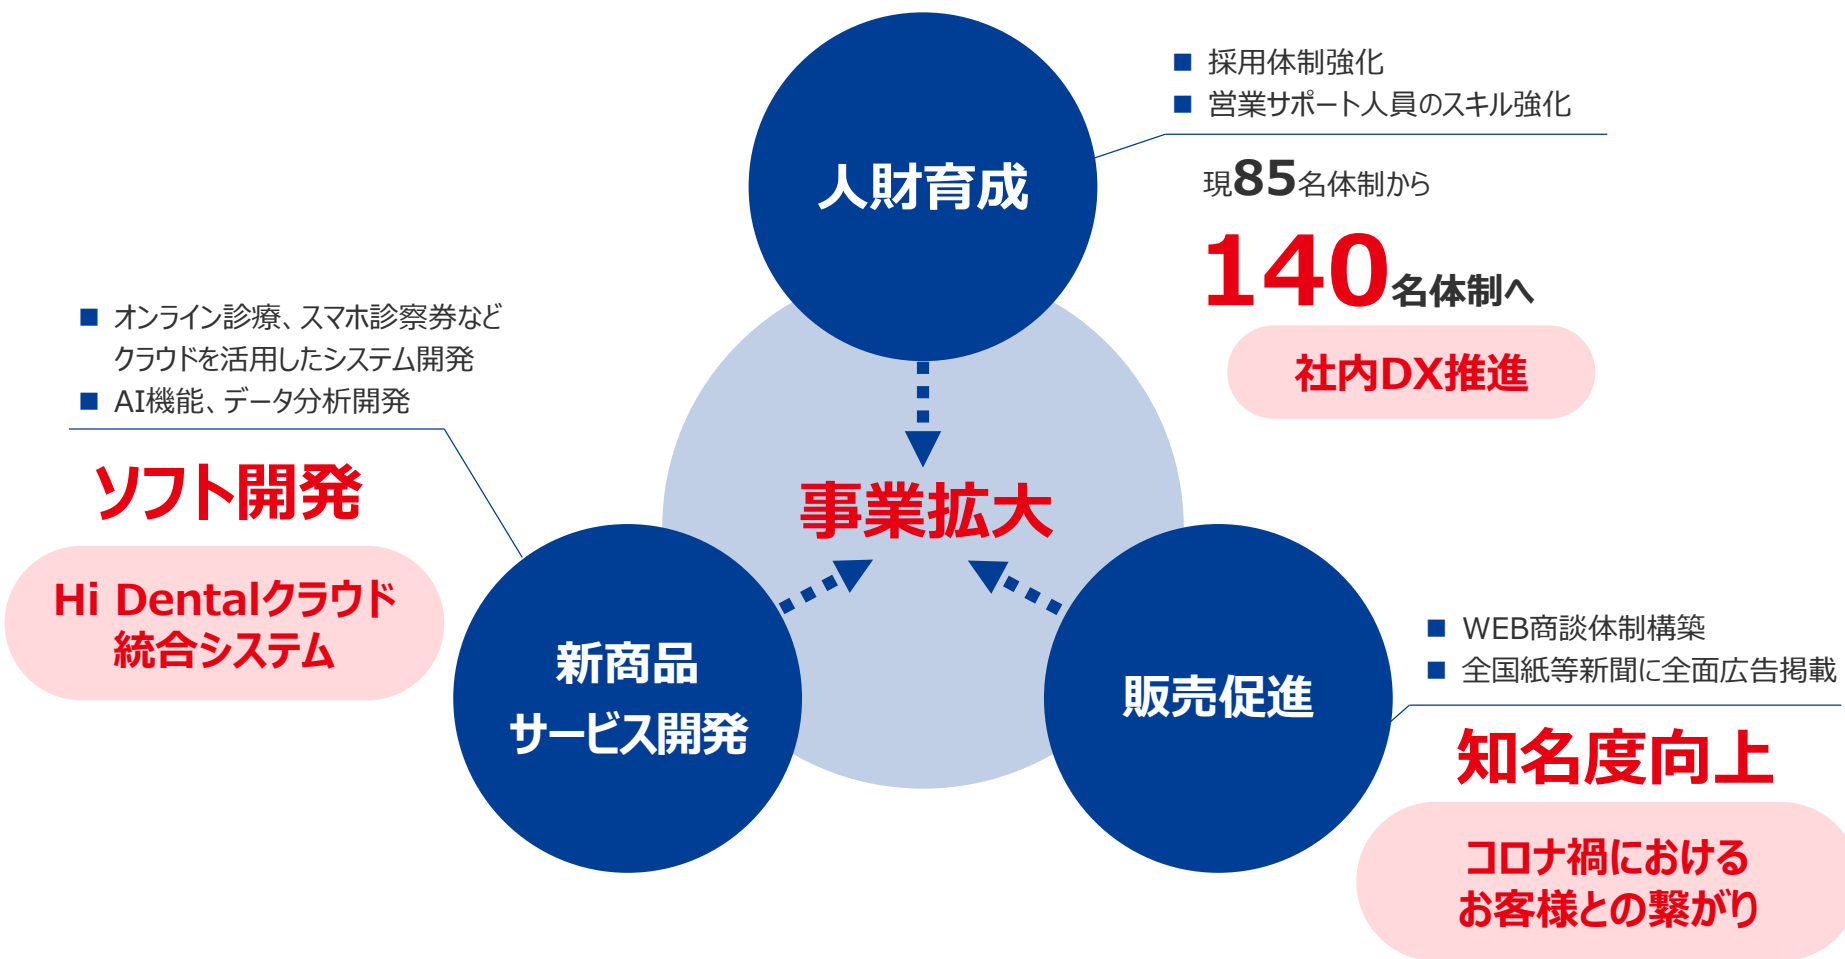 採用体制強化
営業サポート人員のスキル強化
人財育成
現85名体制から
140名体制へ
社内DX推進
オンライン診療、スマホ診察券など
クラウドを活用したシステム開発
AI機能、データ分析開発
ソフト開発
Hi Dentalクラウド
統合システム
事業拡大
新商品
サービス開発
販売促進
WEB商談体制構築
全国紙等新聞に全面広告掲載
知名度向上
コロナ禍における
お客様との繋がり